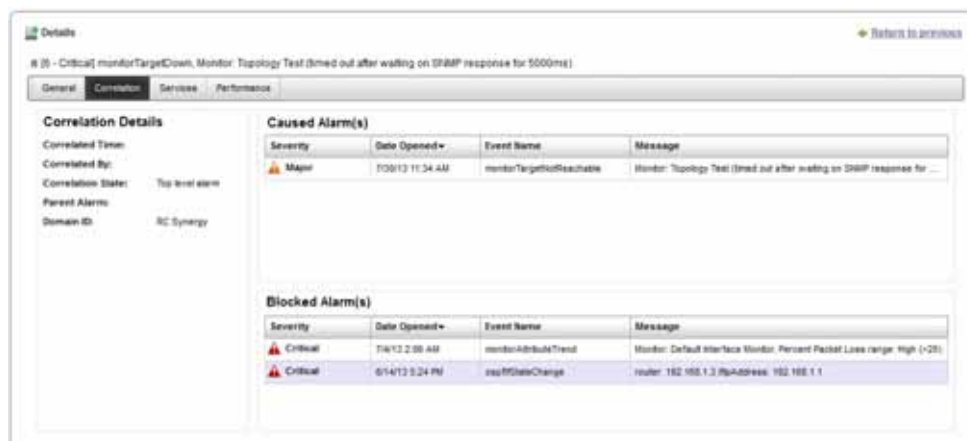 Details
Return to previous
[6 - Critical] monitorTargetDown, Monitor: Topology Test (timed out after waiting on SNMP response for 5000ms)
General Correlation Services Performance
Correlation Details
Correlated Time:
Correlated By:
Correlation State: Top level alarm
Parent Alarm:
Domain ID: RC Synergy
Caused Alarm(s)
Severity Date Opened Event Name Message
Major 7/30/13 11:34 AM monitorTargetNotReachable Monitor: Topology Test (timed out after waiting on SNMP response for ...
Blocked Alarm(s)
Severity Date Opened Event Name Message
Critical 7/4/13 2:08 AM monitorAttributeTrend Monitor: Default Interface Monitor, Percent Packet Loss range: High
Critical 6/14/13 5:24 PM ospfIfStateChange router: 192.168.1.3 192.168.1.1